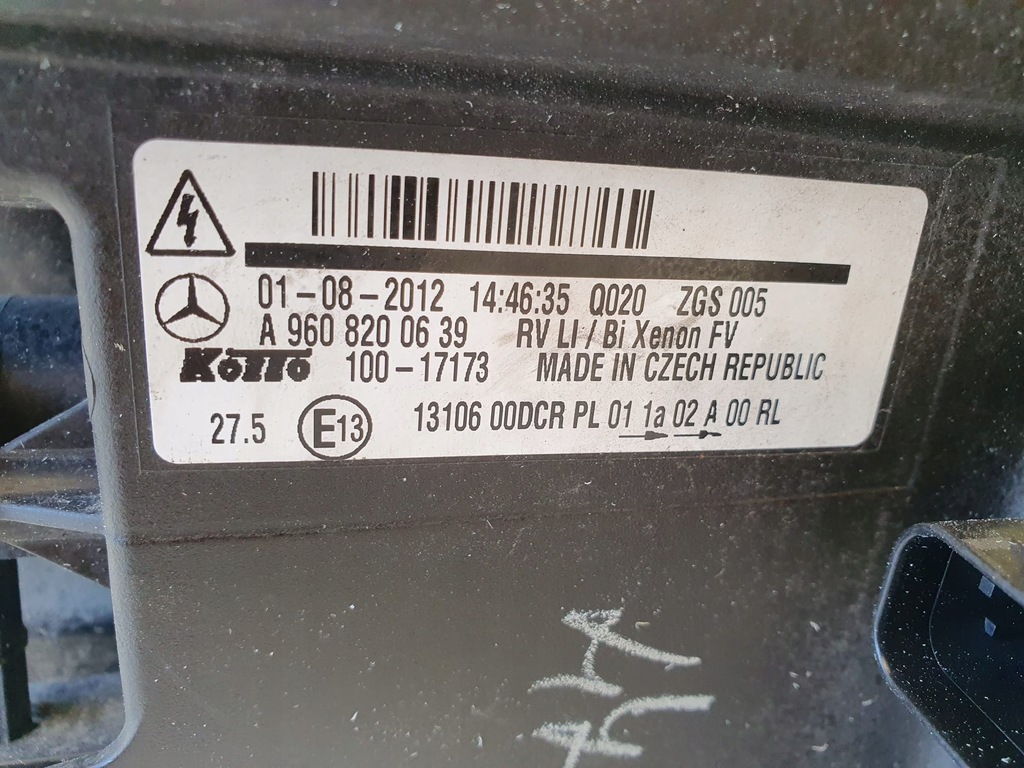 01-08-2012 14:46:35 Q020 ZGS 005
A 960 820 06 39 RV LI / Bi Xenon FV
KOITO 100-17173 MADE IN CZECH REPUBLIC
27.5 E13 13106 00DCR PL 01 1a 02 A 00 RL